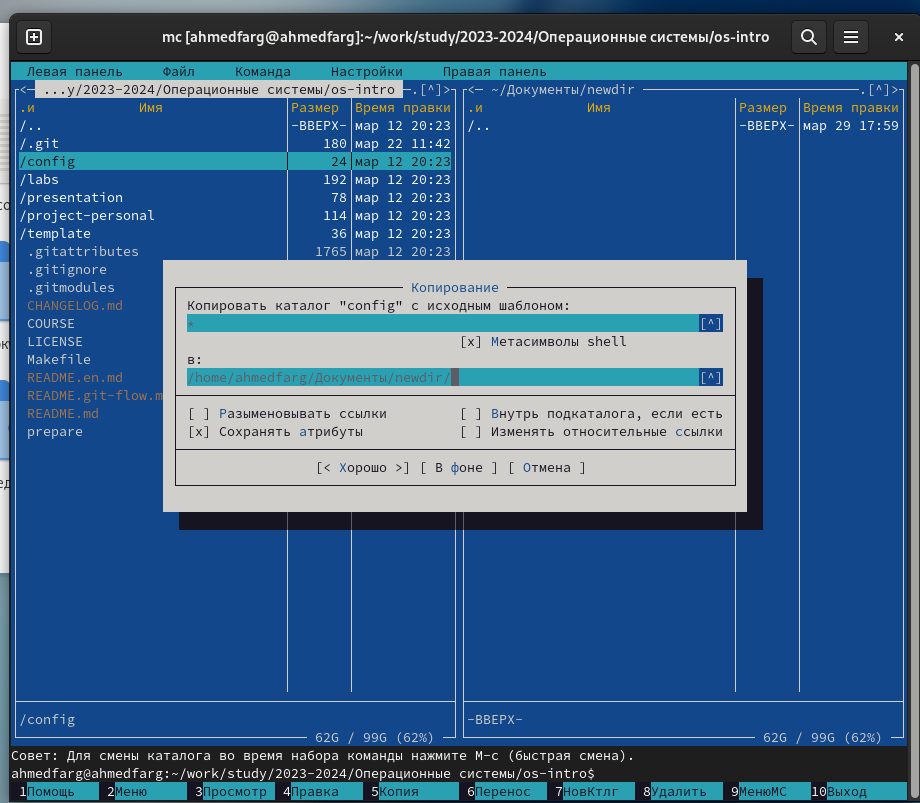 mc [ahmedfarg@ahmedfarg]:~/work/study/2023-2024/Операционные системы/os-intro
Левая панель Файл Команда Настройки Правая панель
<— ...y/2023-2024/Операционные системы/os-intro —.[^]>
.и Имя Размер Время правки
/.. -ВВЕРХ- мар 12 20:23
/.git 180 мар 22 11:42
/config 24 мар 12 20:23
/labs 192 мар 12 20:23
/presentation 78 мар 12 20:23
/project-personal 114 мар 12 20:23
/template 36 мар 12 20:23
.gitattributes 1765 мар 12 20:23
.gitignore
.gitmodules
CHANGELOG.md
COURSE
LICENSE
Makefile
README.en.md
README.git-flow.m
README.md
prepare
/config
62G / 99G (62%)
<— ~/Документы/newdir —.[^]>
.и Имя Размер Время правки
/.. -ВВЕРХ- мар 29 17:59
-ВВЕРХ-
62G / 99G (62%)
Копирование
Копировать каталог "config" с исходным шаблоном:
* [^]
[x] Метасимволы shell
в:
/home/ahmedfarg/Документы/newdir/ [^]
[ ] Разыменовывать ссылки [ ] Внутрь подкаталога, если есть
[x] Сохранять атрибуты [ ] Изменять относительные ссылки
[< Хорошо >] [ В фоне ] [ Отмена ]
Совет: Для смены каталога во время набора команды нажмите M-c (быстрая смена).
ahmedfarg@ahmedfarg:~/work/study/2023-2024/Операционные системы/os-intro$
1Помощь 2Меню 3Просмотр 4Правка 5Копия 6Перенос 7НовКтлг 8Удалить 9МенюMC 10Выход